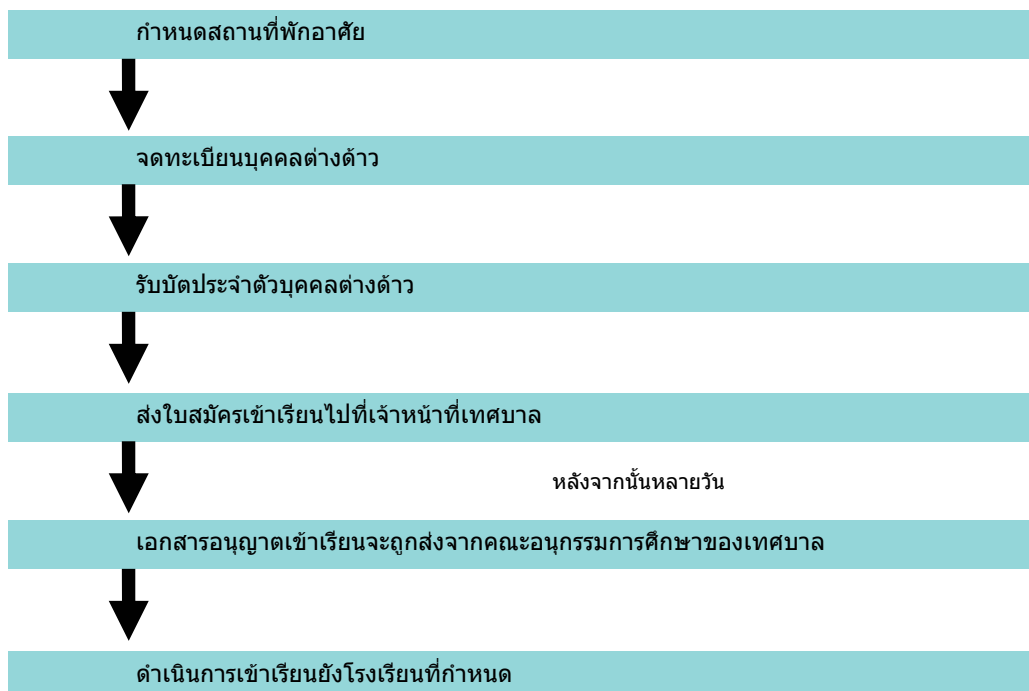 กำหนดสถานที่พักอาศัย
จดทะเบียนบุคคลต่างด้าว
รับบัตประจำตัวบุคคลต่างด้าว
ส่งใบสมัครเข้าเรียนไปที่เจ้าหน้าที่เทศบาล
หลังจากนั้นหลายวัน
เอกสารอนุญาตเข้าเรียนจะถูกส่งจากคณะอนุกรรมการศึกษาของเทศบาล
ดำเนินการเข้าเรียนยังโรงเรียนที่กำหนด